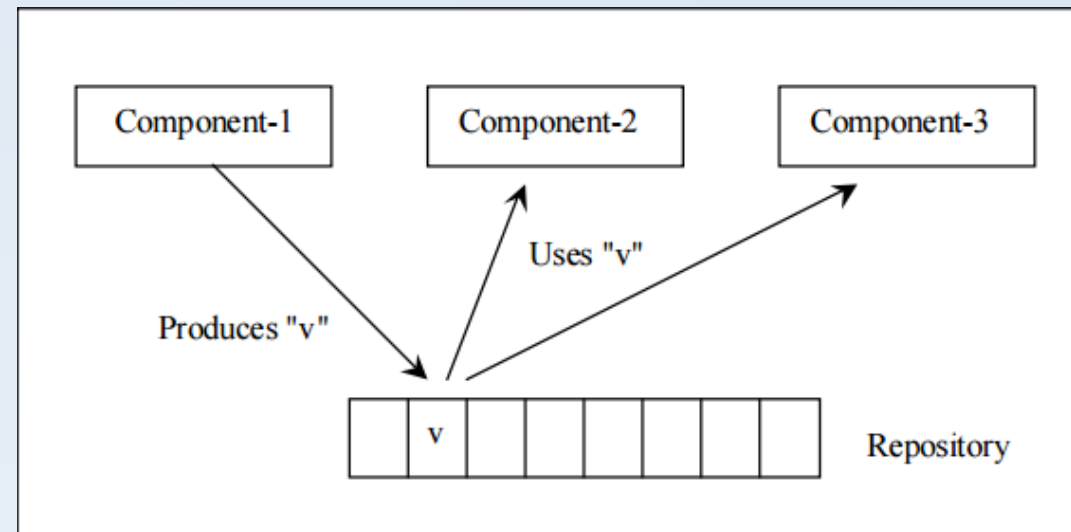 Component-1
Component-2
Component-3
Uses "v"
Produces "v"
v
Repository